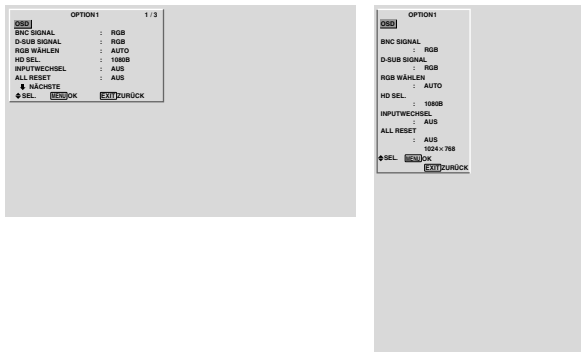 OPTION1 1 / 3
OSD
BNC SIGNAL : RGB
D-SUB SIGNAL : RGB
RGB WÄHLEN : AUTO
HD SEL. : 1080B
INPUTWECHSEL : AUS
ALL RESET : AUS
NÄCHSTE
SEL. MENU OK EXIT ZURÜCK
OPTION1
OSD
BNC SIGNAL
: RGB
D-SUB SIGNAL
: RGB
RGB WÄHLEN
: AUTO
HD SEL.
: 1080B
INPUTWECHSEL
: AUS
ALL RESET
: AUS
1024×768
SEL. MENU OK
EXIT ZURÜCK